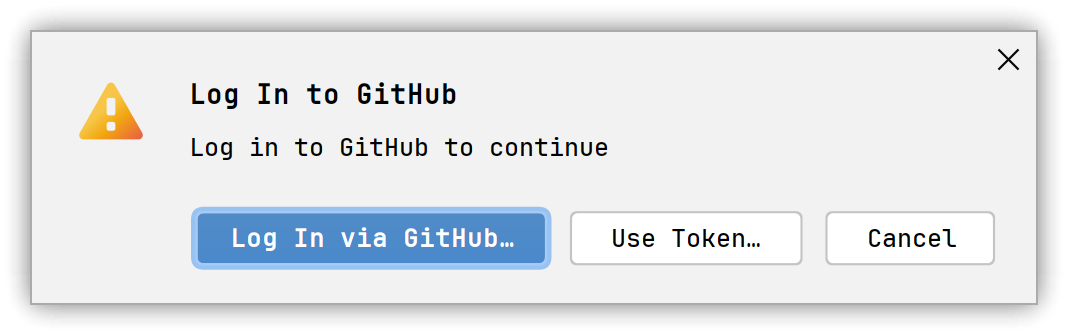 Log In to GitHub
Log in to GitHub to continue
Log In via GitHub… Use Token… Cancel